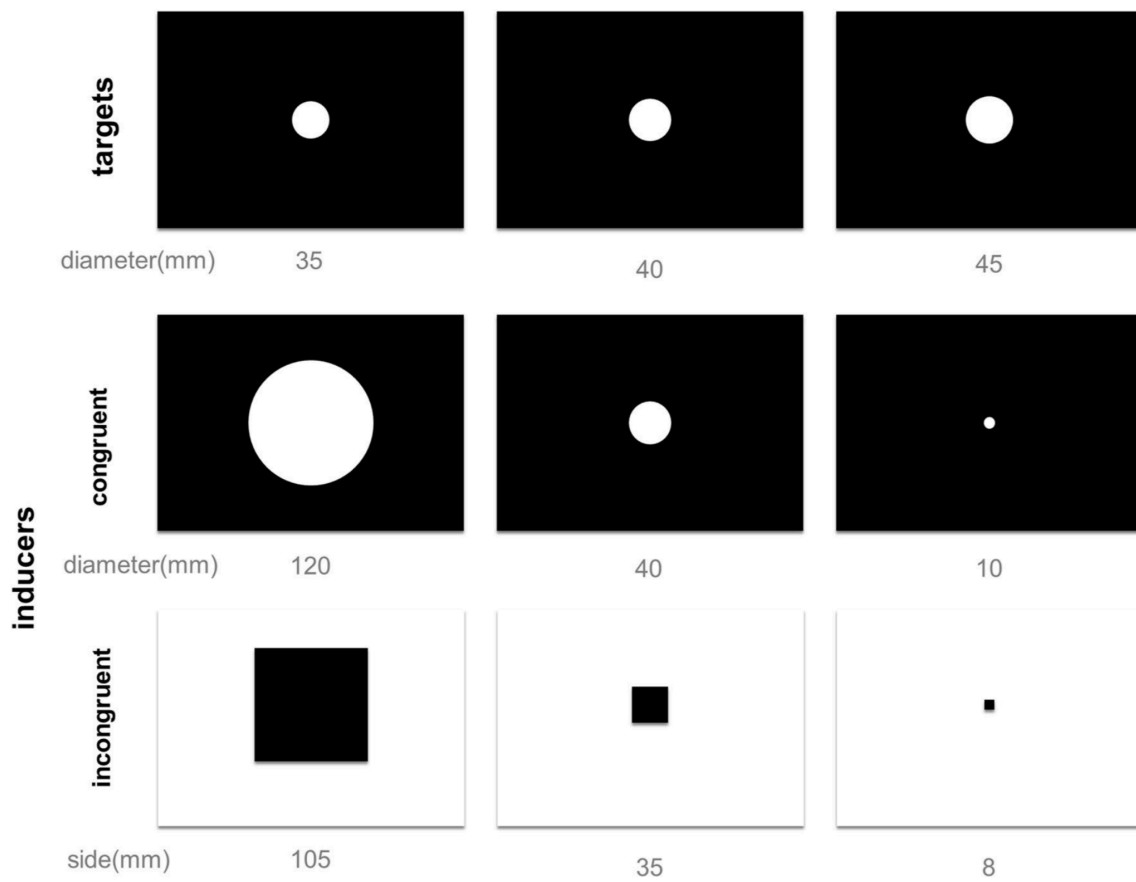 targets
diameter(mm) 35 40 45
inducers
congruent
diameter(mm) 120 40 10
incongruent
side(mm) 105 35 8